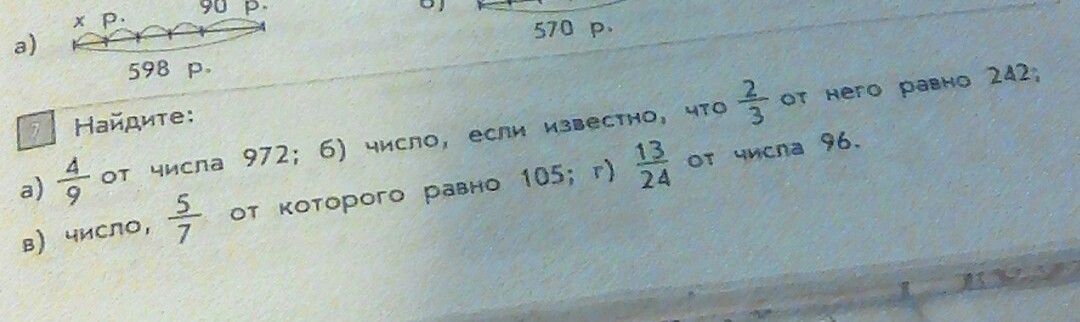 x р. 90 р.
а) б)
598 р. 570 р.
7 Найдите:
а) 4/9 от числа 972; б) число, если известно, что 2/3 от него равно 242;
в) число, 5/7 от которого равно 105; г) 13/24 от числа 96.